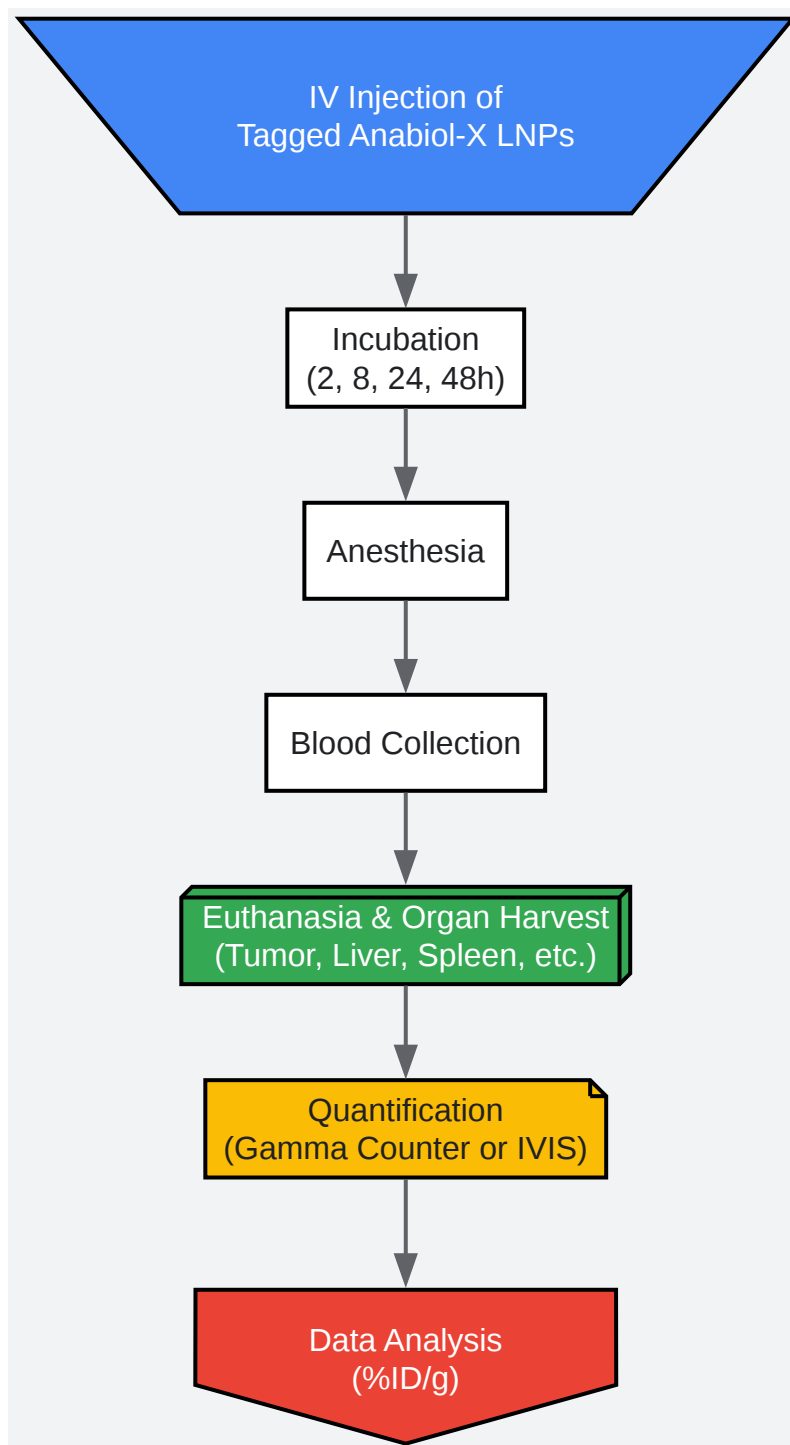 IV Injection of
Tagged Anabiol-X LNPs
Incubation
(2, 8, 24, 48h)
Anesthesia
Blood Collection
Euthanasia & Organ Harvest
(Tumor, Liver, Spleen, etc.)
Quantification
(Gamma Counter or IVIS)
Data Analysis
(%ID/g)